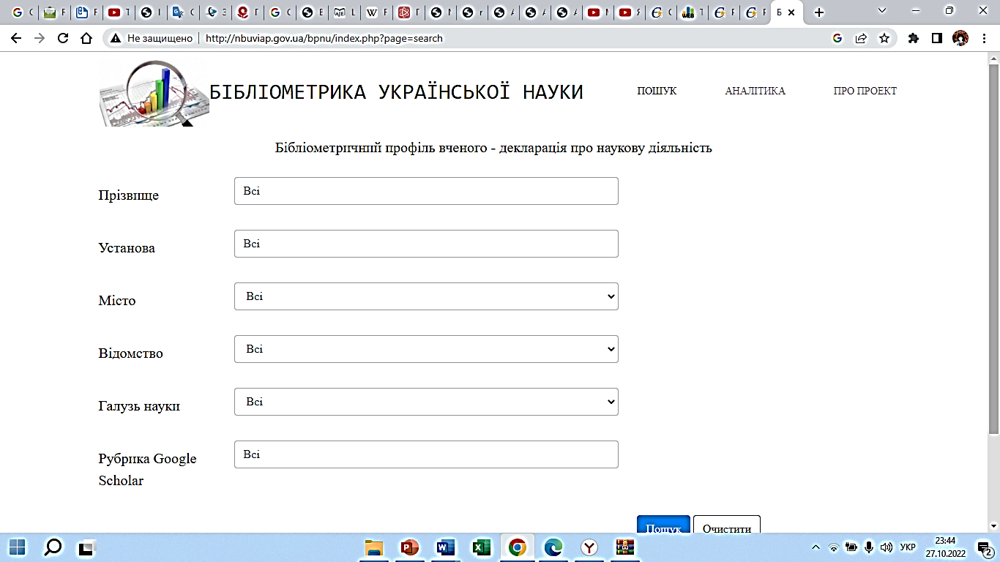 Не защищено
http://nbuviap.gov.ua/bpnu/index.php?page=search
БІБЛІОМЕТРИКА УКРАЇНСЬКОЇ НАУКИ
ПОШУК
АНАЛІТИКА
ПРО ПРОЕКТ
Бібліометричний профіль вченого - декларація про наукову діяльність
Прізвище
Всі
Установа
Всі
Місто
Всі
Відомство
Всі
Галузь науки
Всі
Рубрика Google
Scholar
Всі
Пошук
Очистити
УКР
23:44
27.10.2022
2